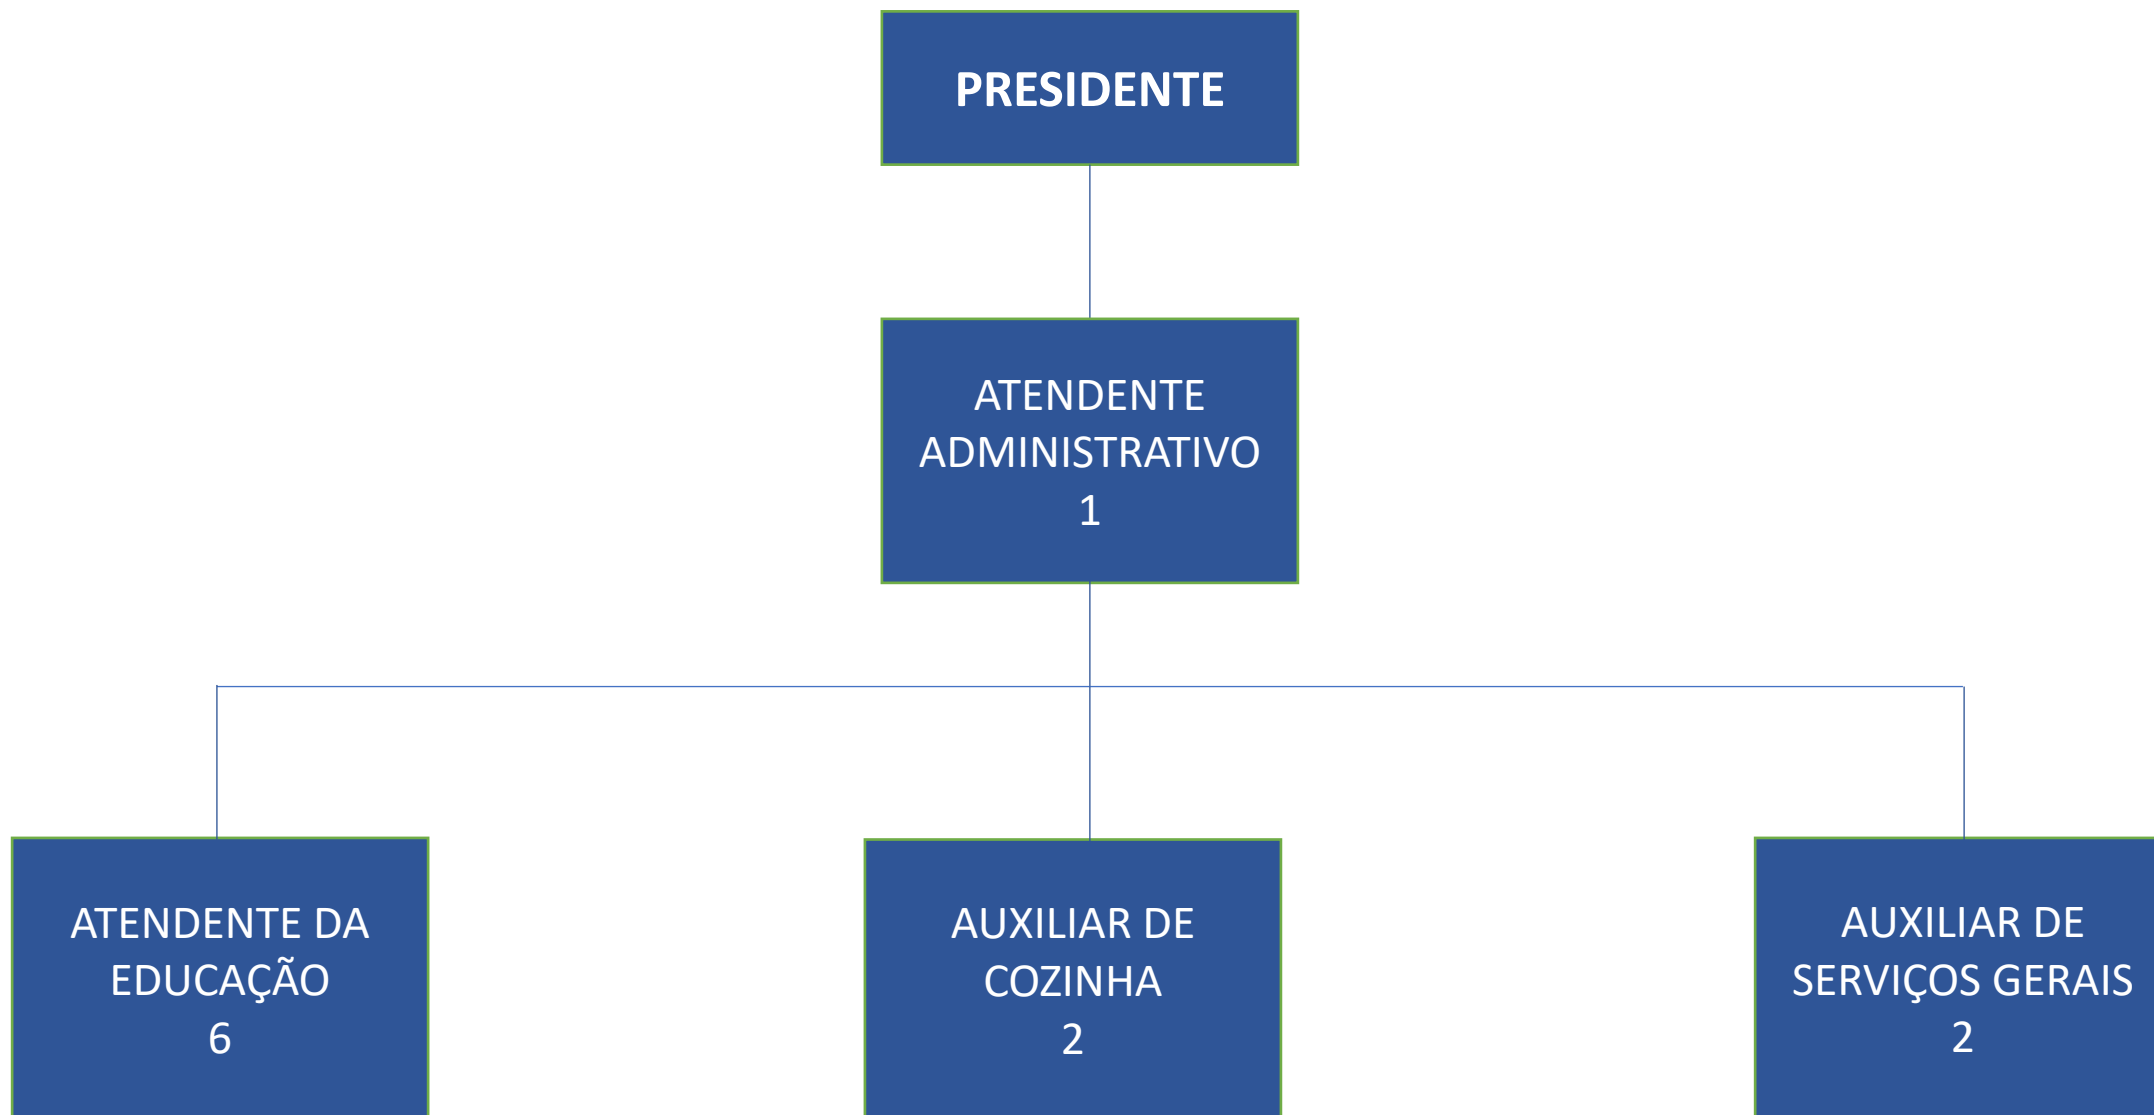 PRESIDENTE
ATENDENTE
ADMINISTRATIVO
1
ATENDENTE DA
EDUCAÇÃO
6
AUXILIAR DE
COZINHA
2
AUXILIAR DE
SERVIÇOS GERAIS
2